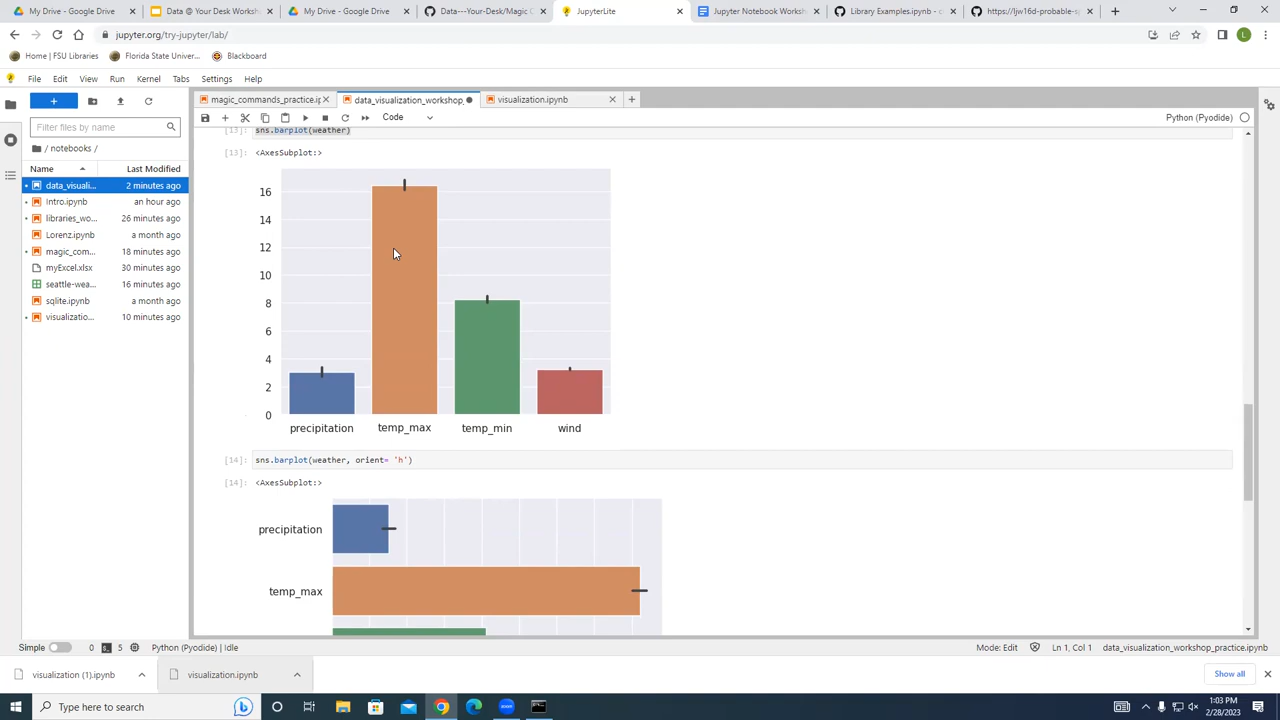 My Drive - Google Drive
Data @ Your Desk Workshop
My Drive - Google Drive
Data---Your-Desk/Magic C
JupyterLite
Jupyter Notebook Worksho
Library Examples.ipynb - c
https://ljw16d-probable-s
jupyter.org/try-jupyter/lab/
L
Home | FSU Libraries
Florida State Univer...
Blackboard
File Edit View Run Kernel Tabs Settings Help
magic_commands_practice.ip
data_visualization_workshop_
visualization.ipynb
Code
Python (Pyodide)
Filter files by name
/ notebooks /
Name Last Modified
data_visuali... 2 minutes ago
Intro.ipynb an hour ago
libraries_wo... 26 minutes ago
Lorenz.ipynb a month ago
magic_com... 18 minutes ago
myExcel.xlsx 30 minutes ago
seattle-wea... 16 minutes ago
sqlite.ipynb a month ago
visualizatio... 10 minutes ago
[13]: sns.barplot(weather)
[13]: <AxesSubplot:>
16
14
12
10
8
6
4
2
0
precipitation temp_max temp_min wind
[14]: sns.barplot(weather, orient= 'h')
[14]: <AxesSubplot:>
precipitation
temp_max
Simple 0 5 Python (Pyodide) | Idle
Mode: Edit Ln 1, Col 1 data_visualization_workshop_practice.ipynb
visualization (1).ipynb
visualization.ipynb
Show all
Type here to search
1:03 PM
2/28/2023